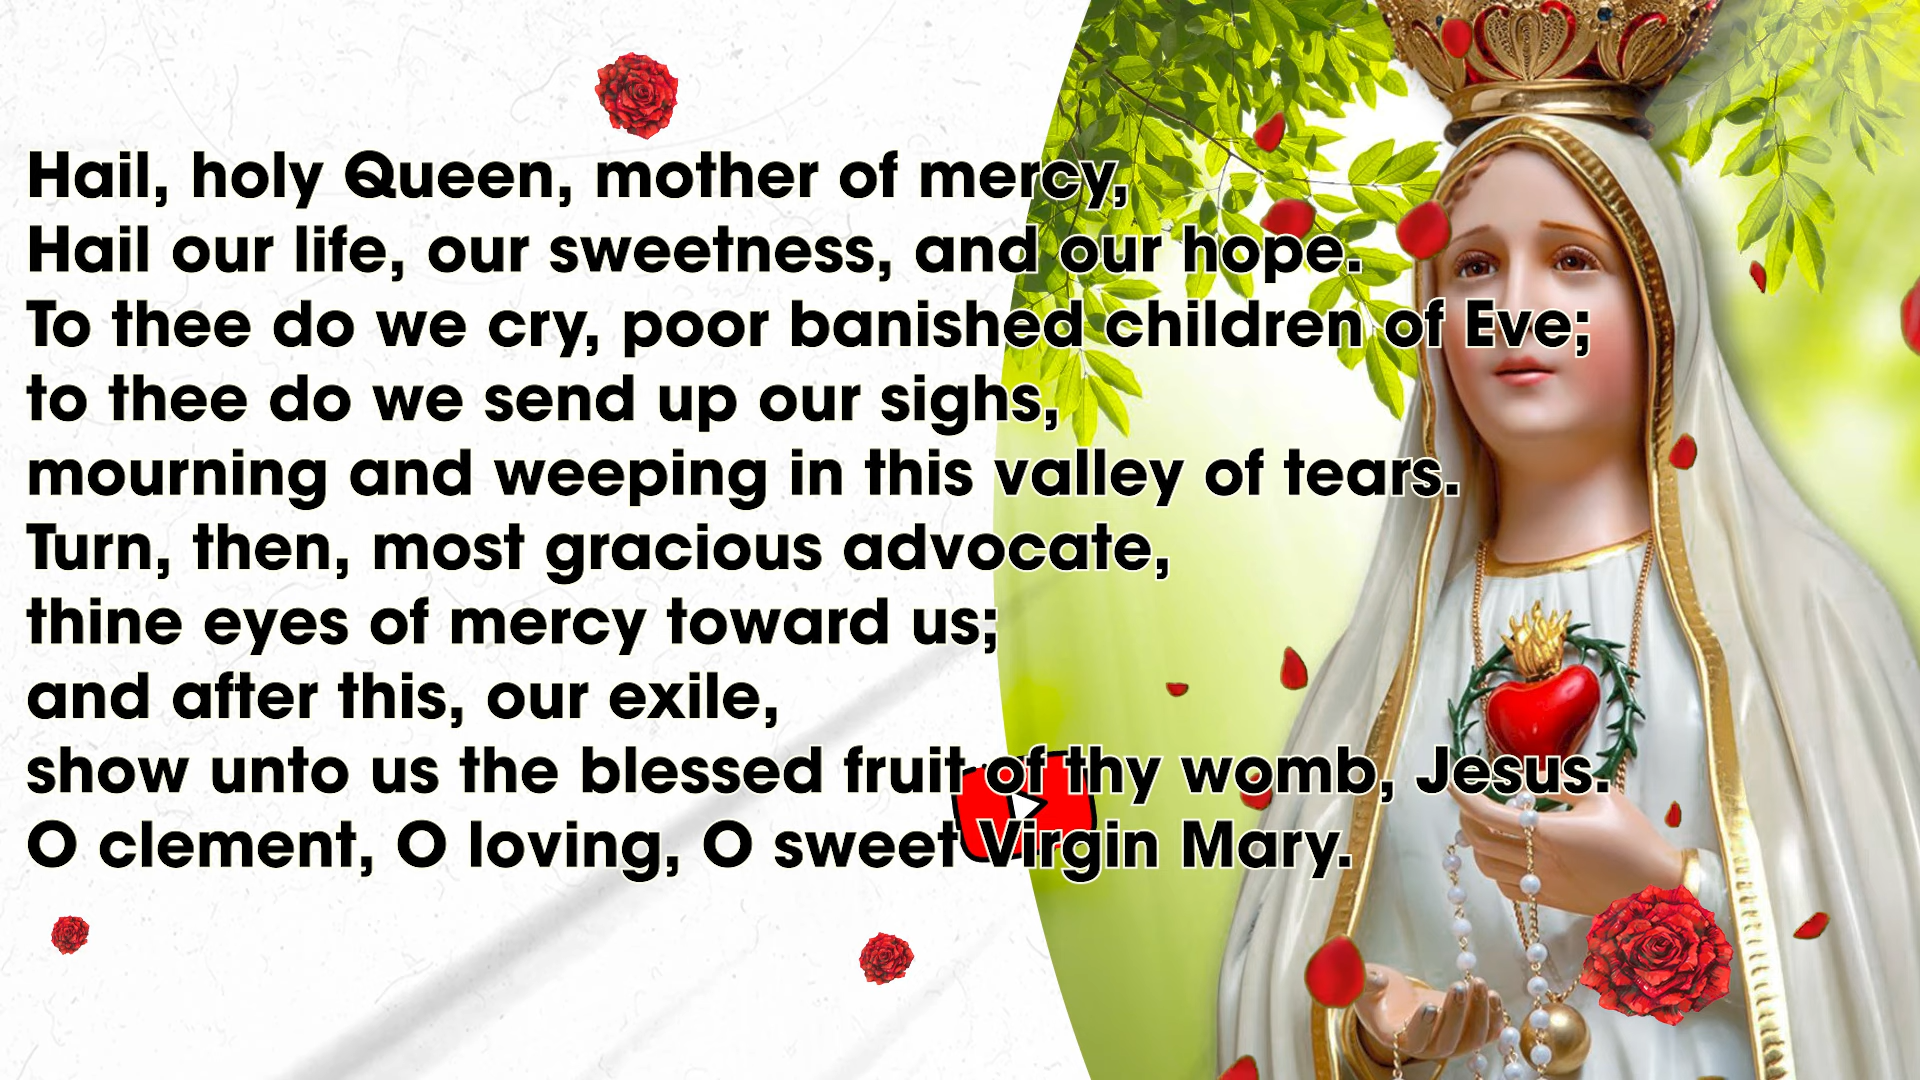 Hail, holy Queen, mother of mercy,
Hail our life, our sweetness, and our hope.
To thee do we cry, poor banished children of Eve;
to thee do we send up our sighs,
mourning and weeping in this valley of tears.
Turn, then, most gracious advocate,
thine eyes of mercy toward us;
and after this, our exile,
show unto us the blessed fruit of thy womb, Jesus.
O clement, O loving, O sweet Virgin Mary.